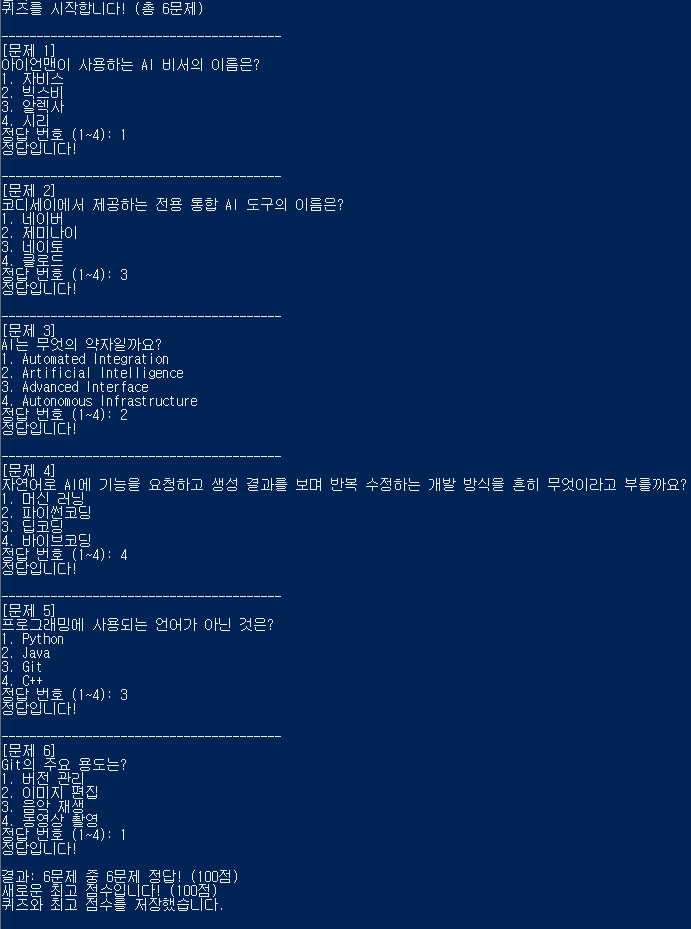 퀴즈를 시작합니다! (총 6문제)
----------------------------------------
[문제 1]
아이언맨이 사용하는 AI 비서의 이름은?
1. 자비스
2. 빅스비
3. 알렉사
4. 시리
정답 번호 (1~4): 1
정답입니다!
----------------------------------------
[문제 2]
코디세이에서 제공하는 전용 통합 AI 도구의 이름은?
1. 네이버
2. 제미나이
3. 네이토
4. 클로드
정답 번호 (1~4): 3
정답입니다!
----------------------------------------
[문제 3]
AI는 무엇의 약자일까요?
1. Automated Integration
2. Artificial Intelligence
3. Advanced Interface
4. Autonomous Infrastructure
정답 번호 (1~4): 2
정답입니다!
----------------------------------------
[문제 4]
자연어로 AI에 기능을 요청하고 생성 결과를 보며 반복 수정하는 개발 방식을 흔히 무엇이라고 부를까요?
1. 머신 러닝
2. 파이썬코딩
3. 딥코딩
4. 바이브코딩
정답 번호 (1~4): 4
정답입니다!
----------------------------------------
[문제 5]
프로그래밍에 사용되는 언어가 아닌 것은?
1. Python
2. Java
3. Git
4. C++
정답 번호 (1~4): 3
정답입니다!
----------------------------------------
[문제 6]
Git의 주요 용도는?
1. 버전 관리
2. 이미지 편집
3. 음악 재생
4. 동영상 촬영
정답 번호 (1~4): 1
정답입니다!
결과: 6문제 중 6문제 정답! (100점)
새로운 최고 점수입니다! (100점)
퀴즈와 최고 점수를 저장했습니다.